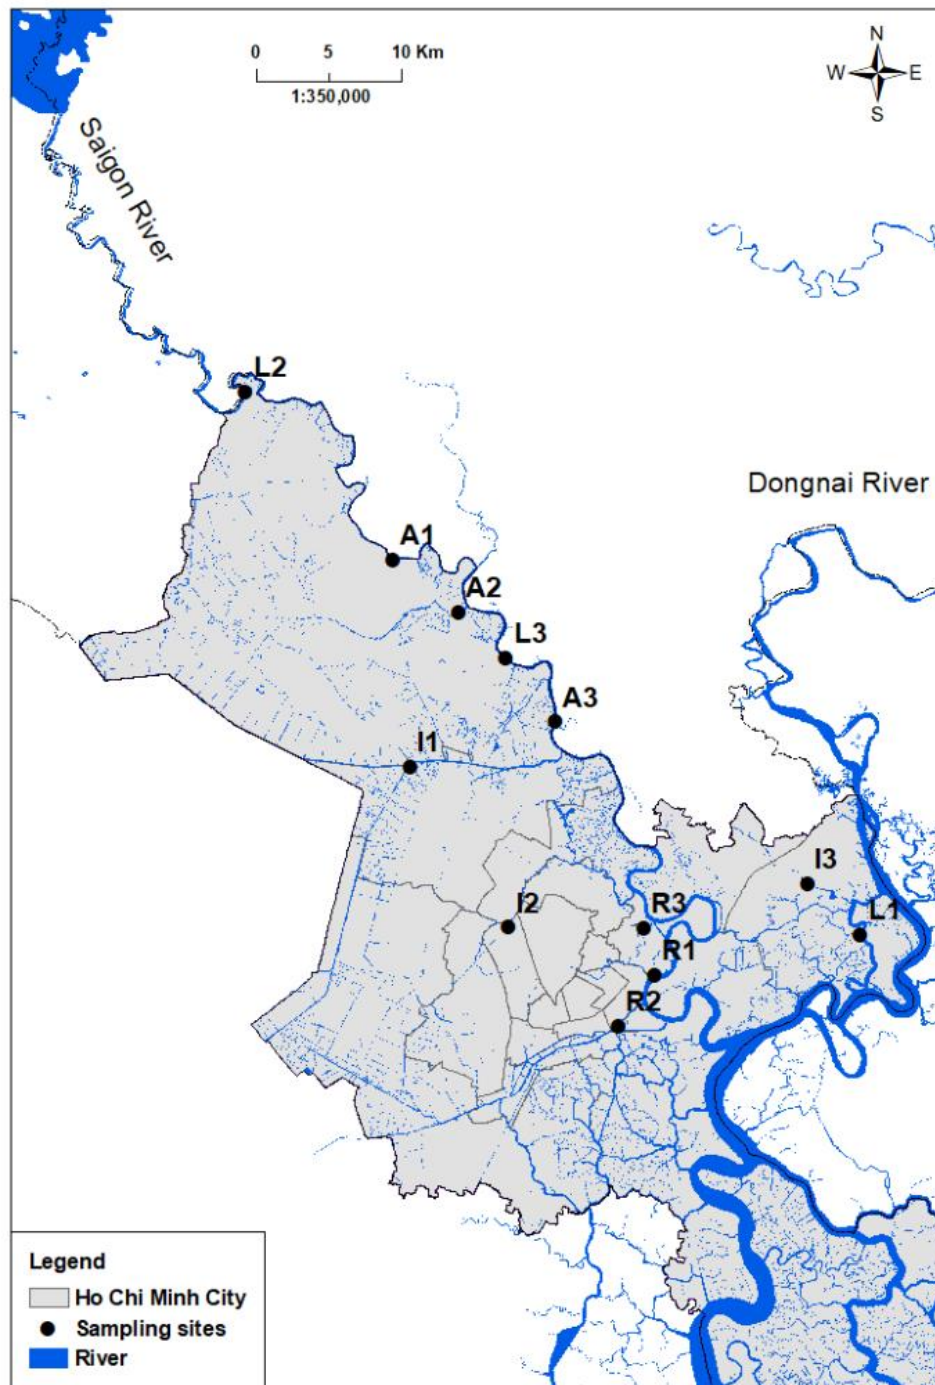 0 5 10 Km
1:350,000
N
W E
S
Saigon River
L2
Dongnai River
A1
A2
L3
A3
I1
I3
I2
R3
L1
R1
R2
Legend
Ho Chi Minh City
Sampling sites
River